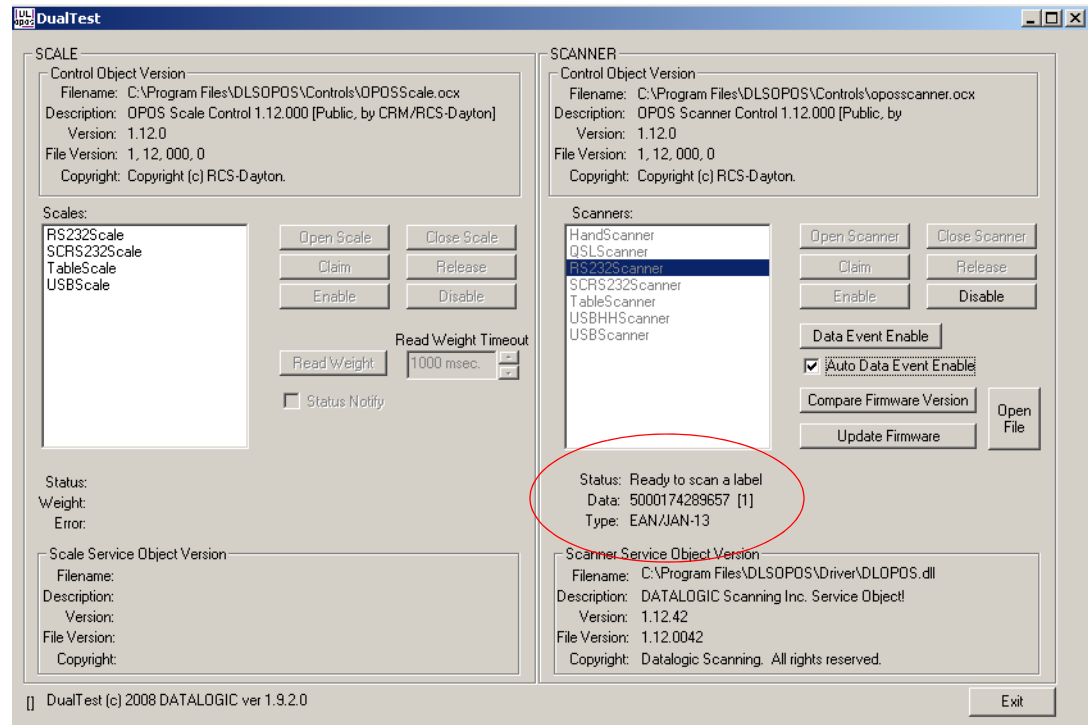 UL
opos DualTest
SCALE
Control Object Version
Filename: C:\Program Files\DLSOPOS\Controls\OPOSScale.ocx
Description: OPOS Scale Control 1.12.000 [Public, by CRM/RCS-Dayton]
Version: 1.12.0
File Version: 1, 12, 000, 0
Copyright: Copyright (c) RCS-Dayton.
Scales:
RS232Scale
SCRS232Scale
TableScale
USBScale
Open Scale Close Scale
Claim Release
Enable Disable
Read Weight Timeout
Read Weight 1000 msec.
Status Notify
Status:
Weight:
Error:
Scale Service Object Version
Filename:
Description:
Version:
File Version:
Copyright:
SCANNER
Control Object Version
Filename: C:\Program Files\DLSOPOS\Controls\oposscanner.ocx
Description: OPOS Scanner Control 1.12.000 [Public, by
Version: 1.12.0
File Version: 1, 12, 000, 0
Copyright: Copyright (c) RCS-Dayton.
Scanners:
HandScanner
QSLScanner
RS232Scanner
SCRS232Scanner
TableScanner
USBHHScanner
USBScanner
Open Scanner Close Scanner
Claim Release
Enable Disable
Data Event Enable
Auto Data Event Enable
Compare Firmware Version
Update Firmware
Open
File
Status: Ready to scan a label
Data: 5000174289657 [1]
Type: EAN/JAN-13
Scanner Service Object Version
Filename: C:\Program Files\DLSOPOS\Driver\DLOPOS.dll
Description: DATALOGIC Scanning Inc. Service Object!
Version: 1.12.42
File Version: 1.12.0042
Copyright: Datalogic Scanning. All rights reserved.
[] DualTest (c) 2008 DATALOGIC ver 1.9.2.0
Exit